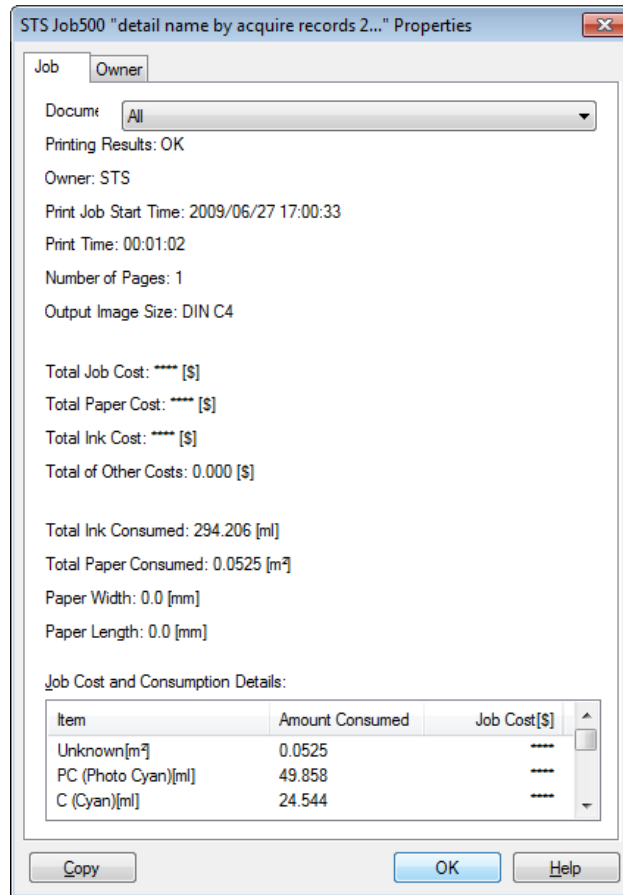 STS Job500 "detail name by acquire records 2..." Properties
Job Owner
Docume All
Printing Results: OK
Owner: STS
Print Job Start Time: 2009/06/27 17:00:33
Print Time: 00:01:02
Number of Pages: 1
Output Image Size: DIN C4
Total Job Cost: **** [$]
Total Paper Cost: **** [$]
Total Ink Cost: **** [$]
Total of Other Costs: 0.000 [$]
Total Ink Consumed: 294.206 [ml]
Total Paper Consumed: 0.0525 [m²]
Paper Width: 0.0 [mm]
Paper Length: 0.0 [mm]
Job Cost and Consumption Details:
Item Amount Consumed Job Cost[$]
Unknown[m²] 0.0525 ****
PC (Photo Cyan)[ml] 49.858 ****
C (Cyan)[ml] 24.544 ****
Copy OK Help